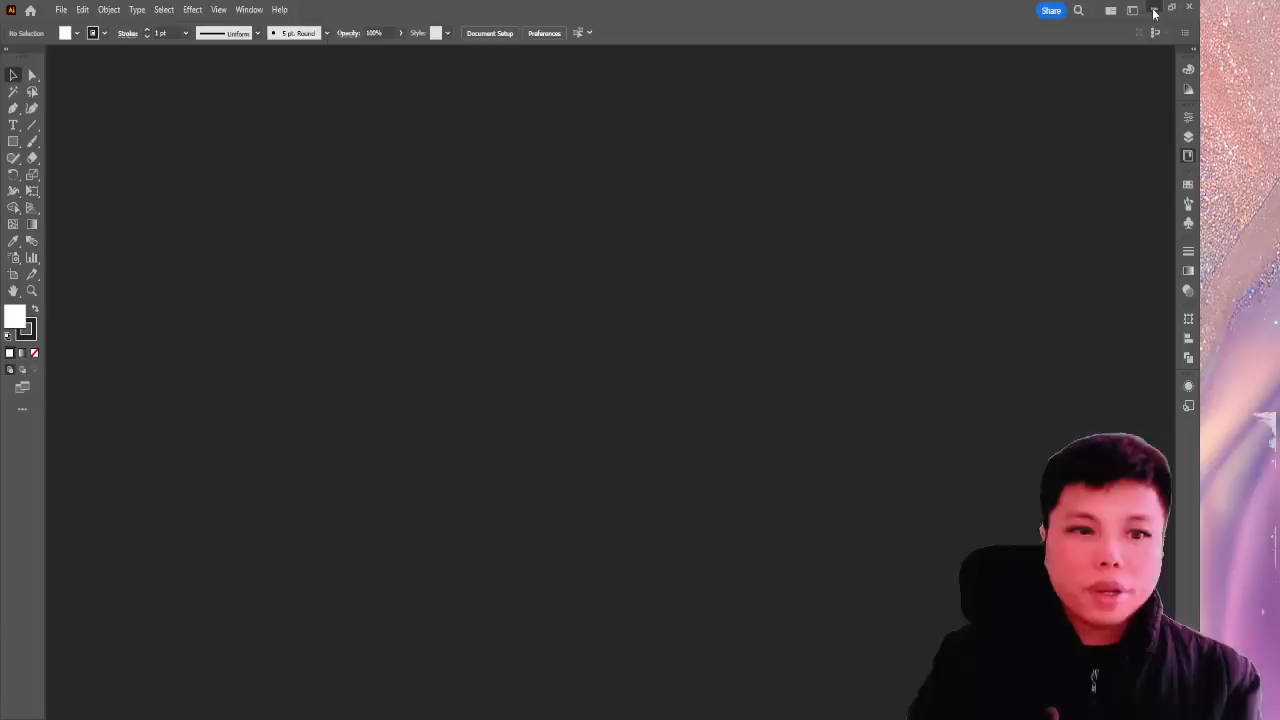 Ai File Edit Object Type Select Effect View Window Help Share
No Selection Stroke: 1 pt Uniform 5 pt. Round Opacity: 100% Style: Document Setup Preferences
T